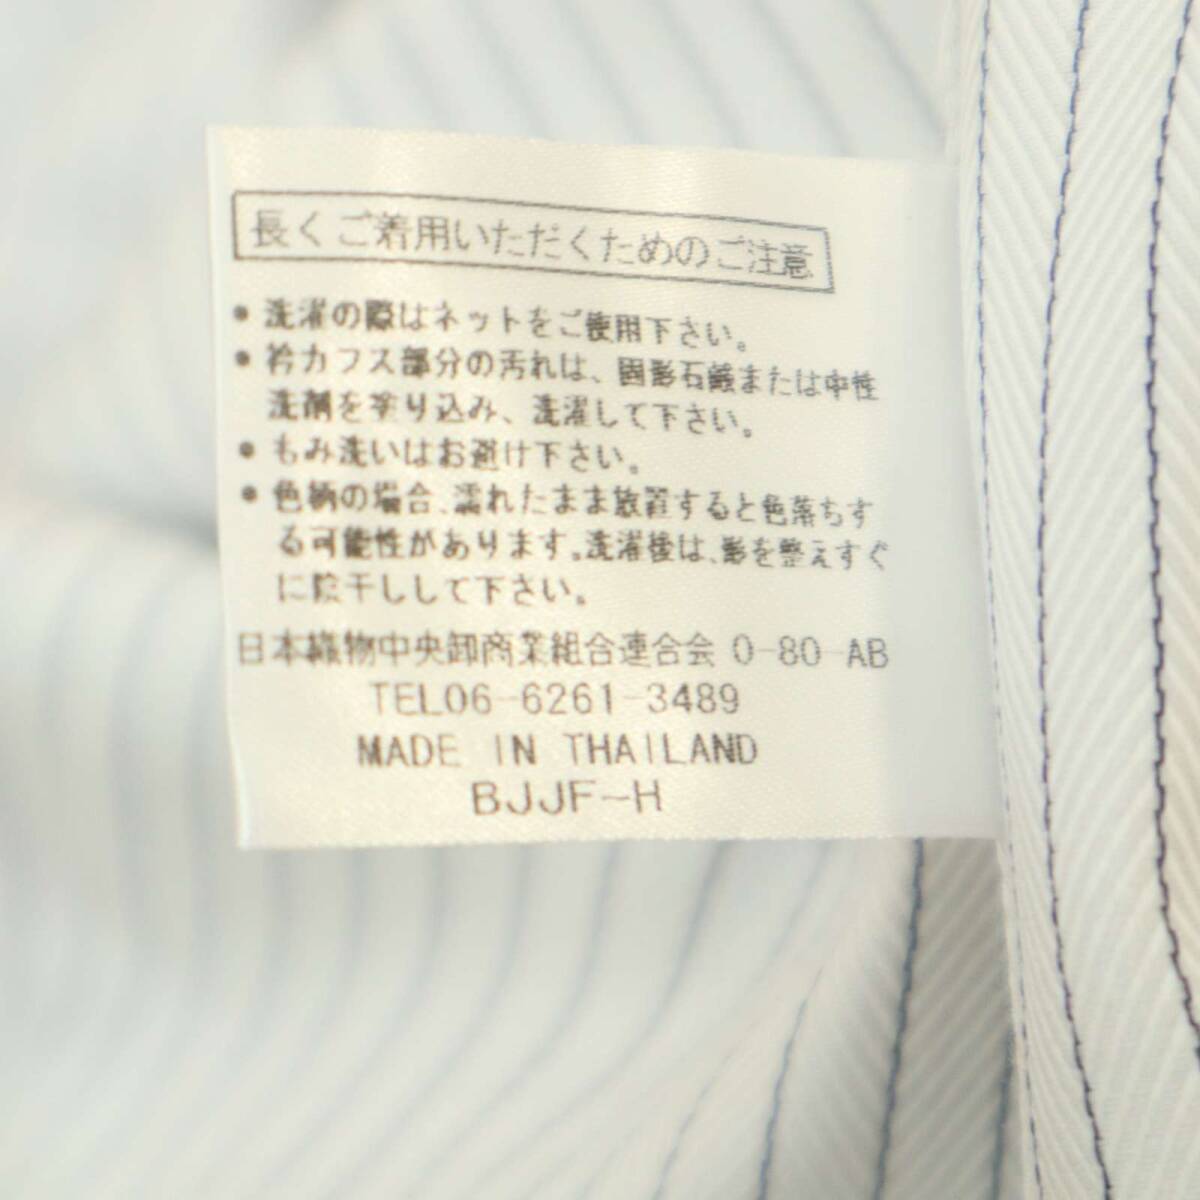 長くご着用いただくためのご注意
● 洗濯の際はネットをご使用下さい。
● 衿カフス部分の汚れは、固形石鹸または中性
洗剤を塗り込み、洗濯して下さい。
● もみ洗いはお避け下さい。
● 色柄の場合、濡れたまま放置すると色落ちす
る可能性があります。洗濯後は、形を整えすぐ
に陰干しして下さい。
日本織物中央卸商業組合連合会 0-80-AB
TEL06-6261-3489
MADE IN THAILAND
BJJF-H